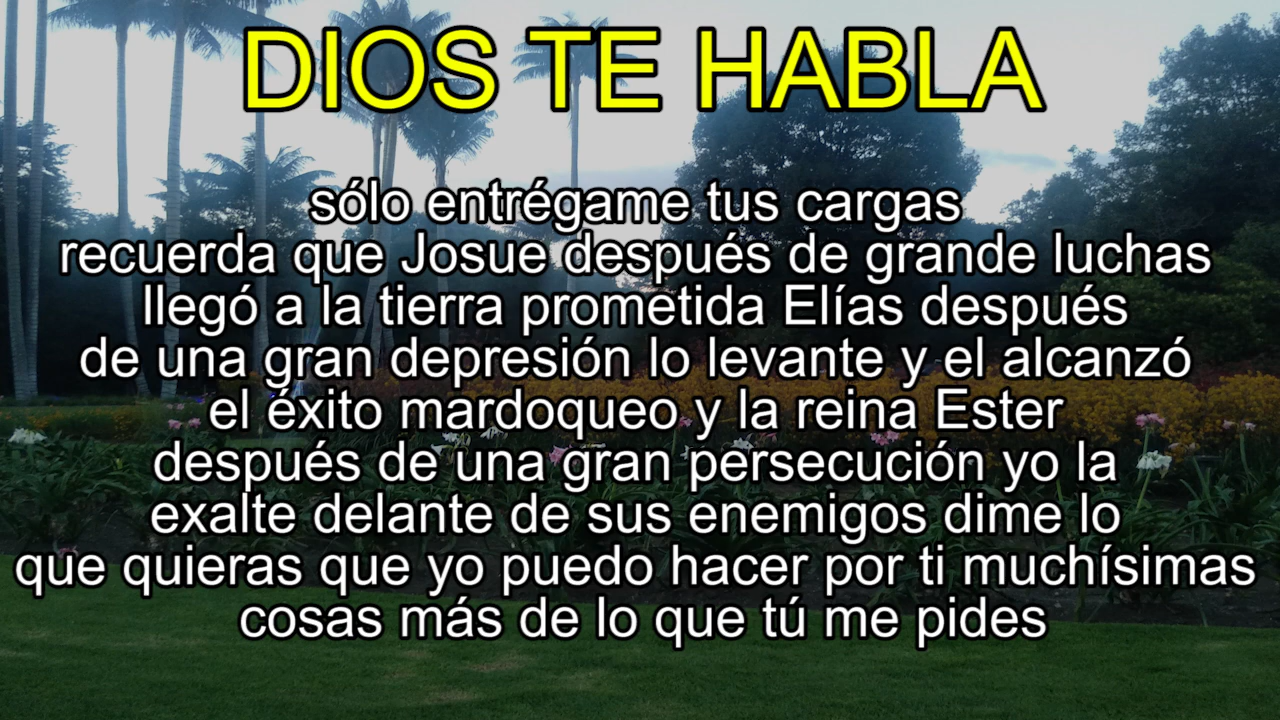 DIOS TE HABLA
sólo entrégame tus cargas
recuerda que Josue después de grande luchas
llegó a la tierra prometida Elías después
de una gran depresión lo levante y el alcanzó
el éxito mardoqueo y la reina Ester
después de una gran persecución yo la
exalte delante de sus enemigos dime lo
que quieras que yo puedo hacer por ti muchísimas
cosas más de lo que tú me pides